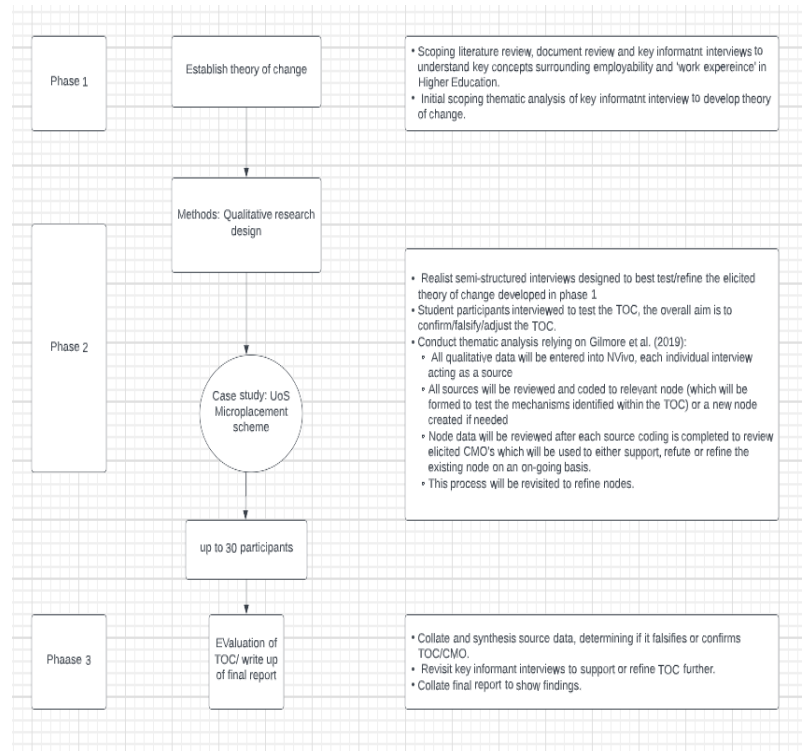 Phase 1
Establish theory of change
• Scoping literature review, document review and key informatnt interviews to
understand key concepts surrounding employability and 'work expereince' in
Higher Education.
• Initial scoping thematic analysis of key informatnt interview to develop theory
of change.
Methods: Qualitative research
design
Phase 2
Case study: UoS
Microplacement
scheme
up to 30 participants
• Realist semi-structured interviews designed to best test/refine the elicited
theory of change developed in phase 1
• Student participants interviewed to test the TOC, the overall aim is to
confirm/falsify/adjust the TOC.
• Conduct thematic analysis relying on Gilmore et al. (2019):
∘ All qualitative data will be entered into NVivo, each individual interview
acting as a source
∘ All sources will be reviewed and coded to relevant node (which will be
formed to test the mechanisms identified within the TOC) or a new node
created if needed
∘ Node data will be reviewed after each source coding is completed to review
elicited CMO's which will be used to either support, refute or refine the
existing node on an on-going basis.
∘ This process will be revisited to refine nodes.
Phaase 3
EValuation of
TOC/ write up
of final report
• Collate and synthesis source data, determining if it falsifies or confirms
TOC/CMO.
• Revisit key informant interviews to support or refine TOC further.
• Collate final report to show findings.